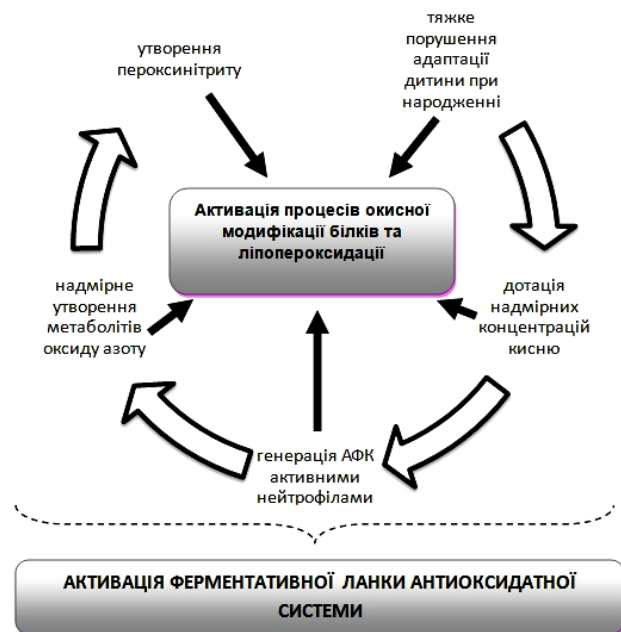 утворення
пероксинітриту
тяжке
порушення
адаптації
дитини при
народженні
Активація процесів окисної
модифікації білків та
ліпопероксидації
надмірне
утворення
метаболітів
оксиду азоту
дотація
надмірних
концентрацій
кисню
генерація АФК
активними
нейтрофілами
АКТИВАЦІЯ ФЕРМЕНТАТИВНОЇ ЛАНКИ АНТИОКСИДАТНОЇ
СИСТЕМИ